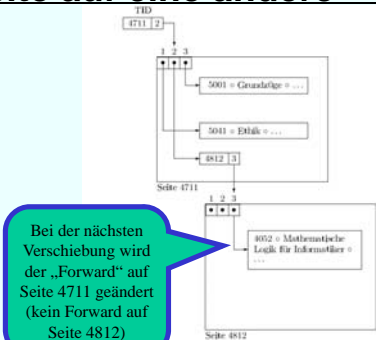 TID
4711 2
1 2 3
5001 ∘ Grundzüge ∘ ...
5041 ∘ Ethik ∘ ...
4812 3
Seite 4711
1 2 3
4052 ∘ Mathematische
Logik für Informatiker ∘
...
Seite 4812
Bei der nächsten
Verschiebung wird
der „Forward“ auf
Seite 4711 geändert
(kein Forward auf
Seite 4812)